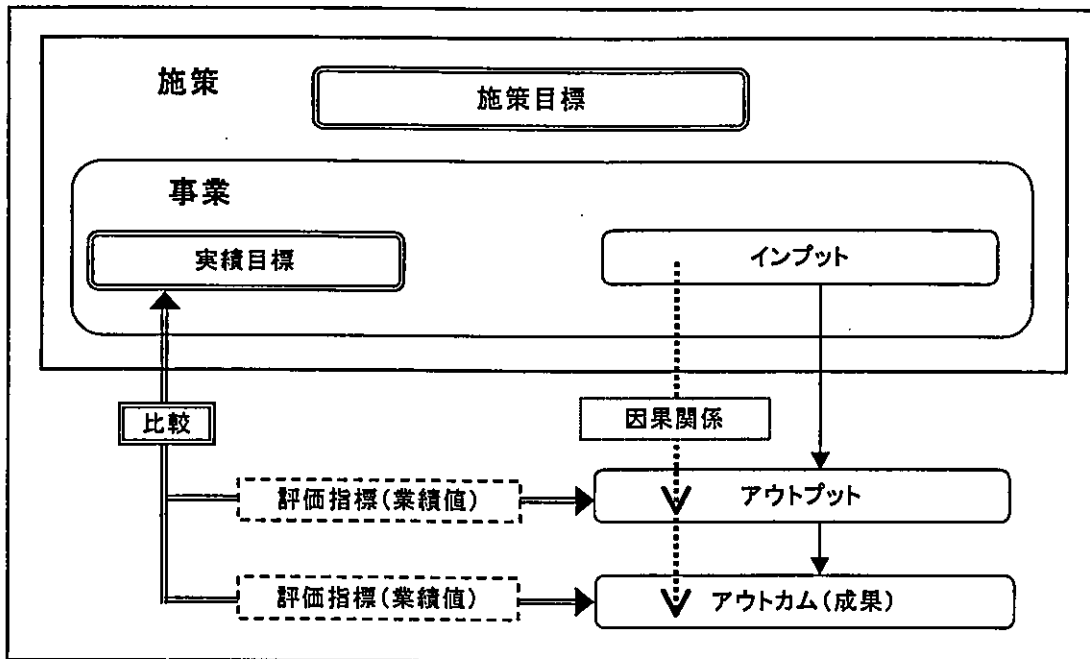 施策
施策目標
事業
実績目標
インプット
比較
因果関係
評価指標(業績値)
アウトプット
評価指標(業績値)
アウトカム(成果)